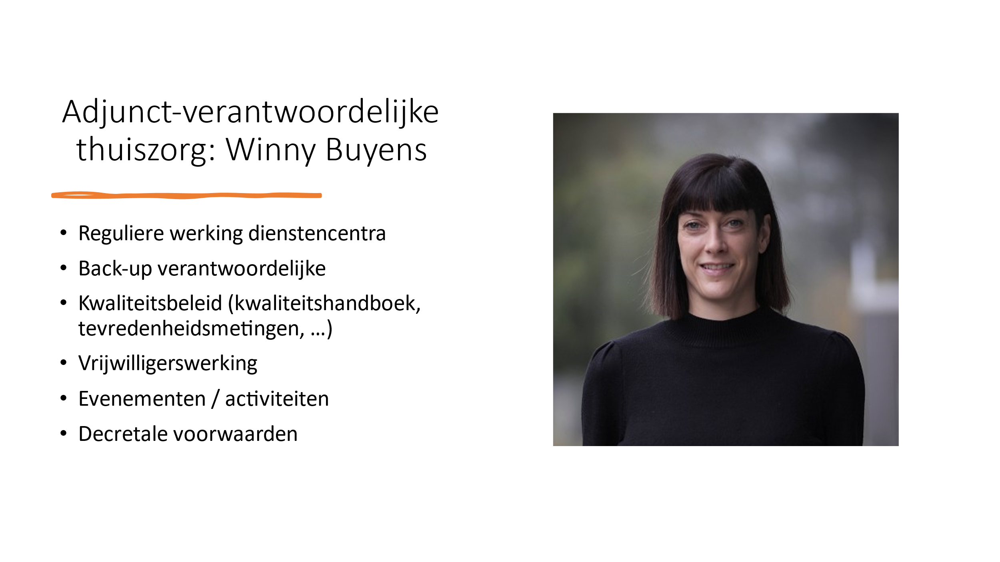 Adjunct-verantwoordelijke
thuiszorg: Winny Buyens
• Reguliere werking dienstencentra
• Back-up verantwoordelijke
• Kwaliteitsbeleid (kwaliteitshandboek,
tevredenheidsmetingen, …)
• Vrijwilligerswerking
• Evenementen / activiteiten
• Decretale voorwaarden